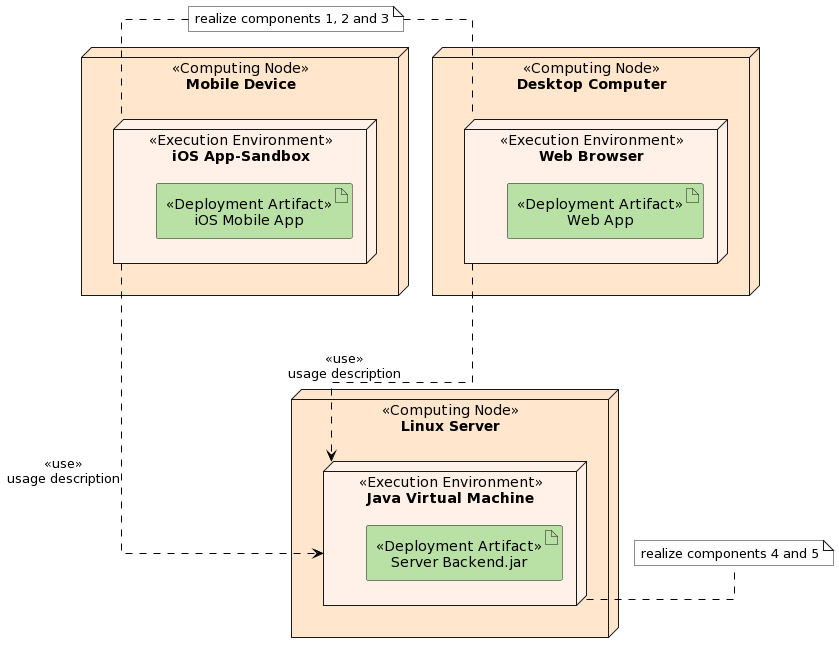 realize components 1, 2 and 3
«Computing Node»
Mobile Device
«Execution Environment»
iOS App-Sandbox
«Deployment Artifact»
iOS Mobile App
«Computing Node»
Desktop Computer
«Execution Environment»
Web Browser
«Deployment Artifact»
Web App
«use»
usage description
«Computing Node»
Linux Server
«use»
usage description
«Execution Environment»
Java Virtual Machine
«Deployment Artifact»
Server Backend.jar
realize components 4 and 5